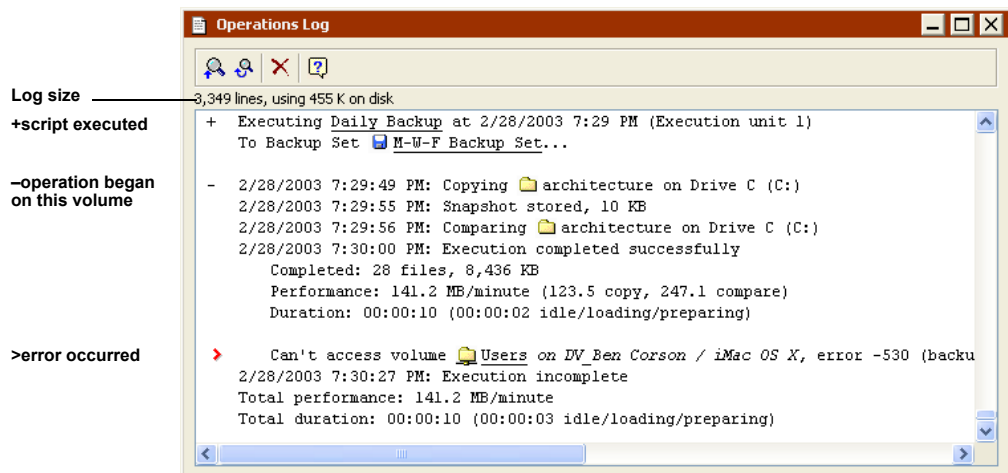 Operations Log
Log size
3,349 lines, using 455 K on disk
+script executed
+ Executing Daily Backup at 2/28/2003 7:29 PM (Execution unit 1)
To Backup Set M-W-F Backup Set...
–operation began
on this volume
- 2/28/2003 7:29:49 PM: Copying architecture on Drive C (C:)
2/28/2003 7:29:55 PM: Snapshot stored, 10 KB
2/28/2003 7:29:56 PM: Comparing architecture on Drive C (C:)
2/28/2003 7:30:00 PM: Execution completed successfully
Completed: 28 files, 8,436 KB
Performance: 141.2 MB/minute (123.5 copy, 247.1 compare)
Duration: 00:00:10 (00:00:02 idle/loading/preparing)
>error occurred
> Can't access volume Users on DV_Ben Corson / iMac OS X, error -530 (backu
2/28/2003 7:30:27 PM: Execution incomplete
Total performance: 141.2 MB/minute
Total duration: 00:00:10 (00:00:03 idle/loading/preparing)